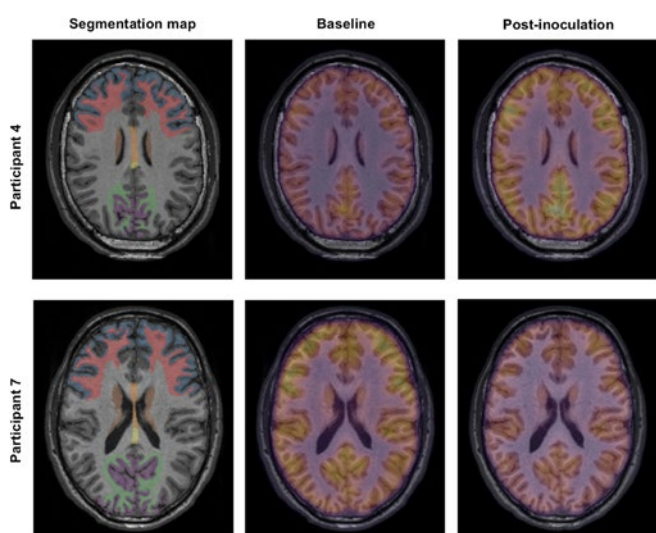 Segmentation map
Baseline
Post-inoculation
Participant 4
Participant 7